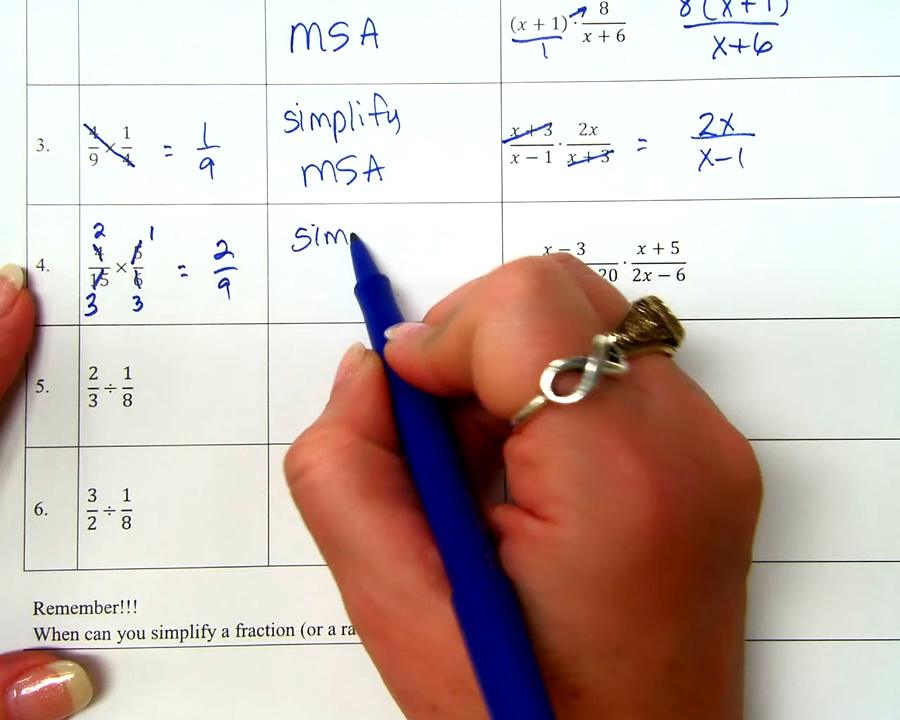 MSA
(x + 1) · 8/(x + 6)
1
8(x+1)/(x+6)
3. 4/9 × 1/4 = 1/9
simplify
MSA
(x + 3)/(x − 1) · 2x/(x + 3) = 2x/(x−1)
4. 4/15 × 5/6 = 2/9
2 1
3 3
sim
x − 3
20 · (x + 5)/(2x − 6)
5. 2/3 ÷ 1/8
6. 3/2 ÷ 1/8
Remember!!!
When can you simplify a fraction (or a ra